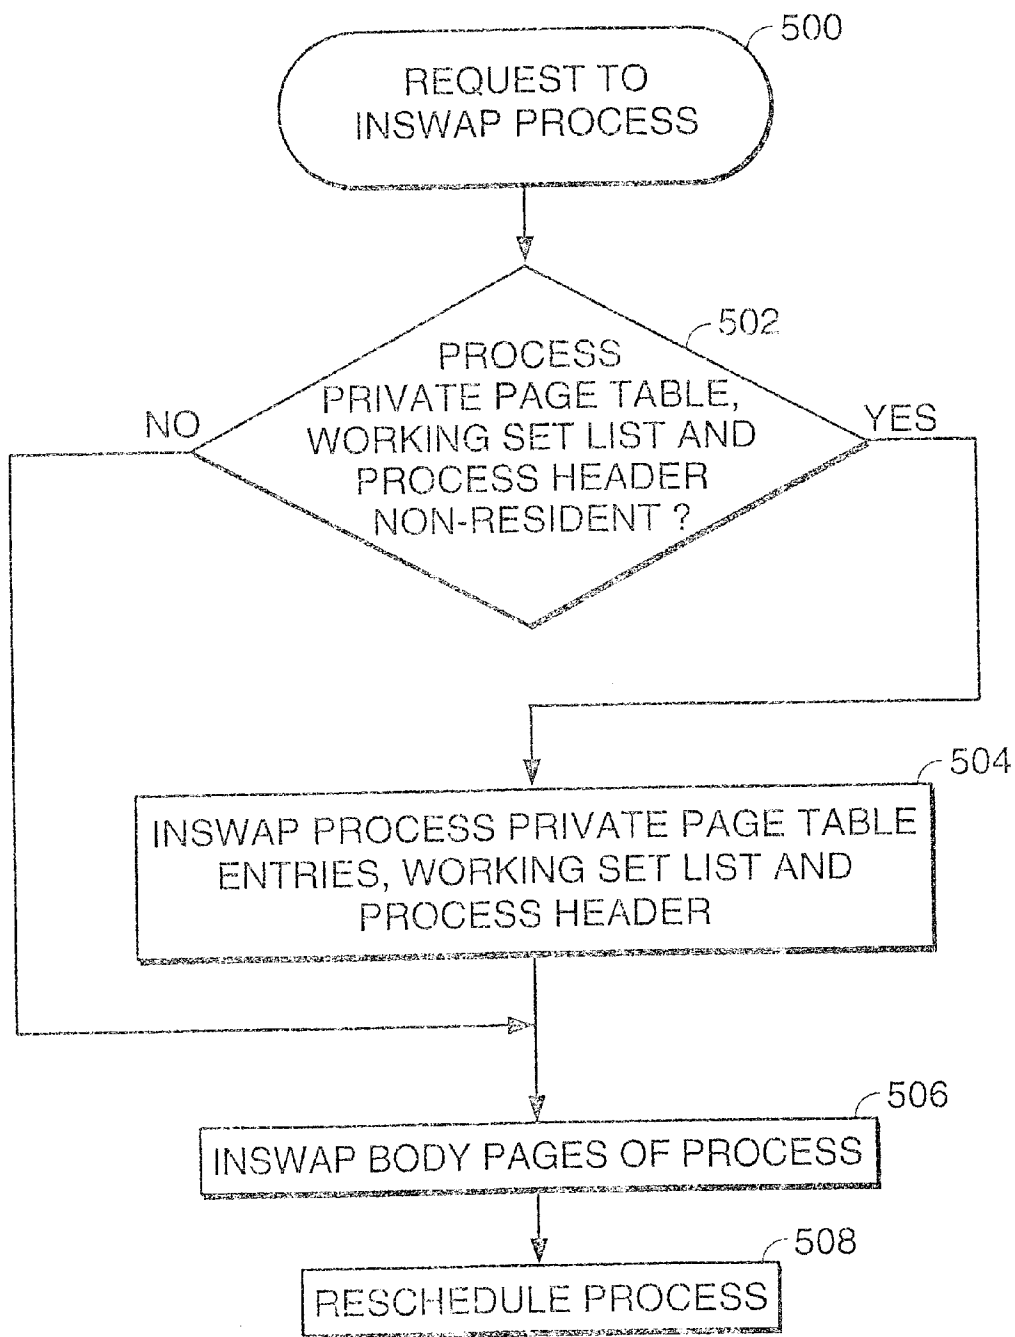 500
REQUEST TO
INSWAP PROCESS
502
PROCESS
PRIVATE PAGE TABLE,
WORKING SET LIST AND
PROCESS HEADER
NON-RESIDENT ?
NO
YES
504
INSWAP PROCESS PRIVATE PAGE TABLE
ENTRIES, WORKING SET LIST AND
PROCESS HEADER
506
INSWAP BODY PAGES OF PROCESS
508
RESCHEDULE PROCESS